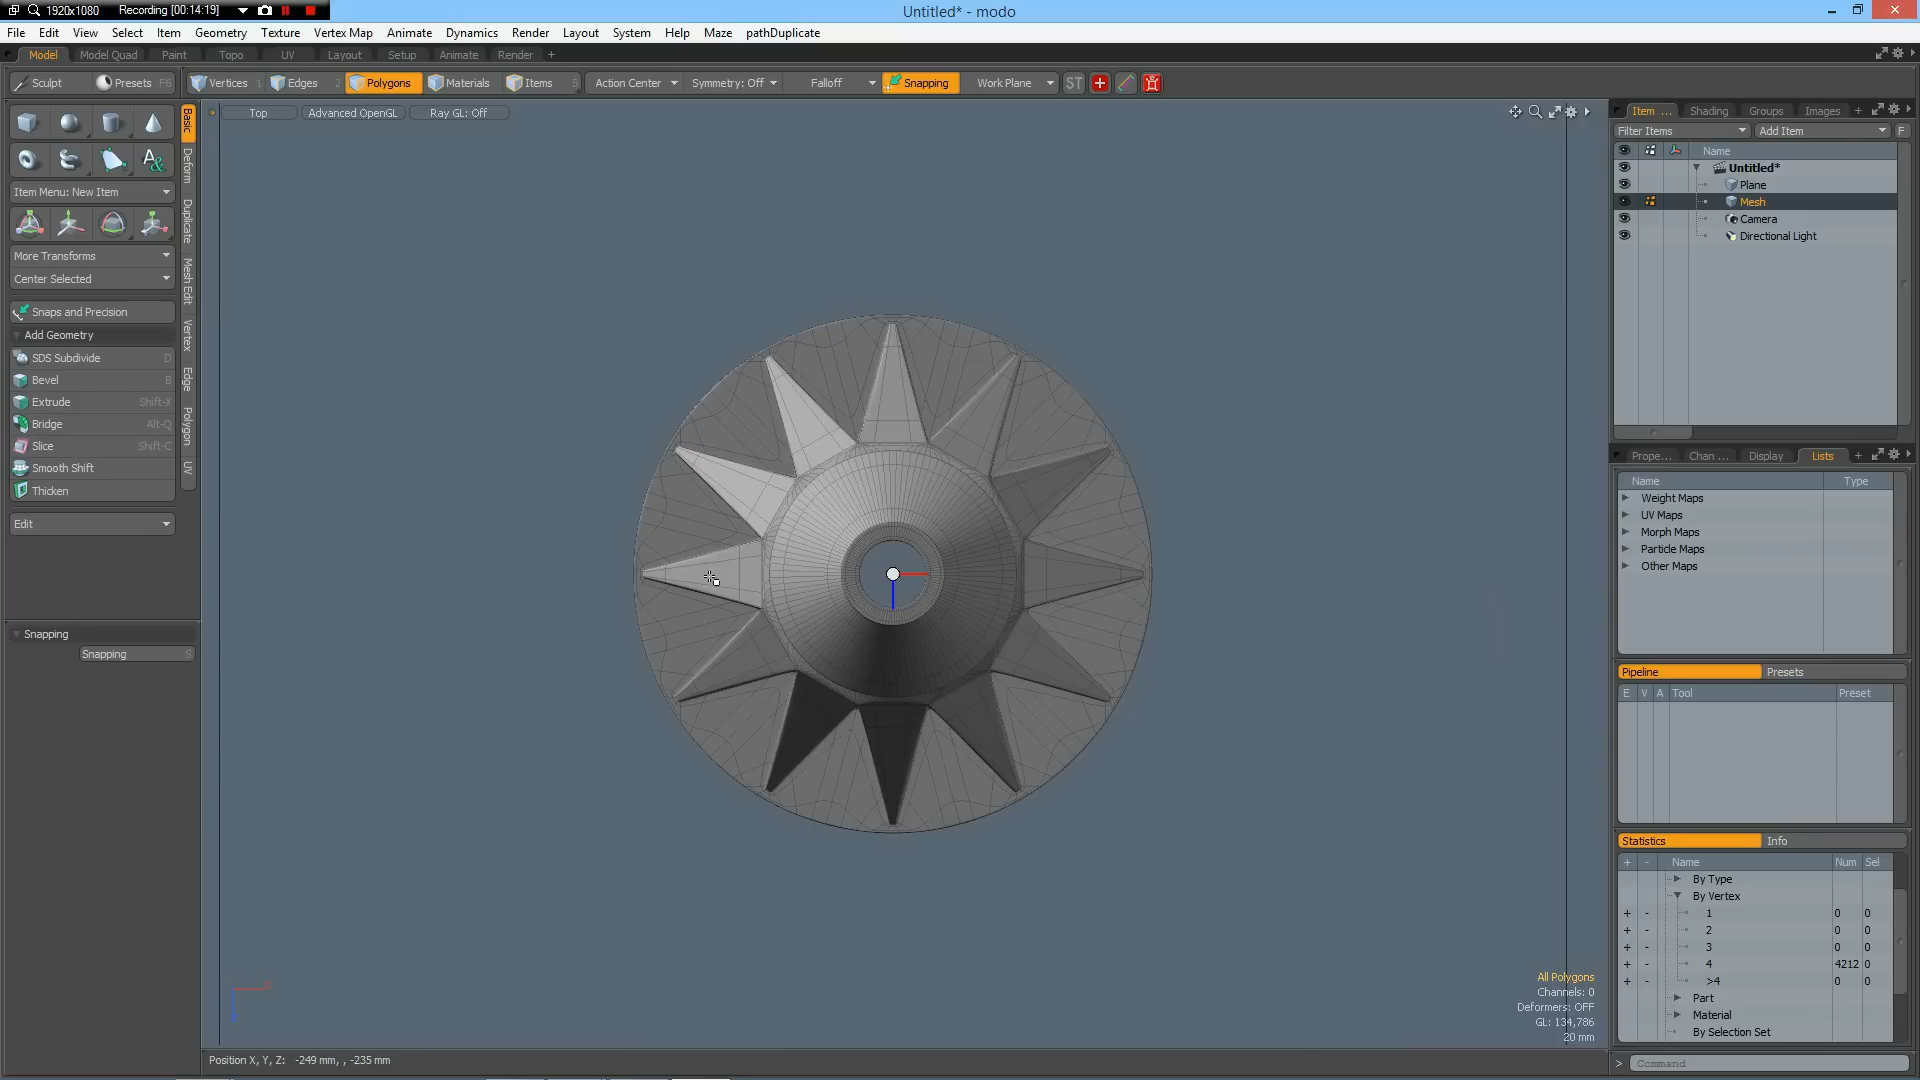 1920x1080 Recording [00:14:19]
Untitled* - modo
File Edit View Select Item Geometry Texture Vertex Map Animate Dynamics Render Layout System Help Maze pathDuplicate
Model Model Quad Paint Topo UV Layout Setup Animate Render +
Sculpt Presets F6 Vertices 1 Edges 2 Polygons Materials Items 5 Action Center Symmetry: Off Falloff Snapping Work Plane ST
Top Advanced OpenGL Ray GL: Off
Basic
Deform
Duplicate
Mesh Edit
Vertex
Edge
Polygon
UV
Item Menu: New Item
More Transforms
Center Selected
Snaps and Precision
Add Geometry
SDS Subdivide D
Bevel B
Extrude Shift-X
Bridge Alt-Q
Slice Shift-C
Smooth Shift
Thicken
Edit
Snapping
Snapping S
Item ... Shading Groups Images +
Filter Items Add Item F
Name
Untitled*
Plane
Mesh
Camera
Directional Light
Prope... Chan ... Display Lists +
Name Type
Weight Maps
UV Maps
Morph Maps
Particle Maps
Other Maps
Pipeline Presets
E V A Tool Preset
Statistics Info
+ - Name Num Sel
By Type
By Vertex
+ - 1 0 0
+ - 2 0 0
+ - 3 0 0
+ - 4 4212 0
+ - >4 0 0
Part
Material
By Selection Set
All Polygons
Channels: 0
Deformers: OFF
GL: 134,786
20 mm
Position X, Y, Z: -249 mm, , -235 mm
> Command